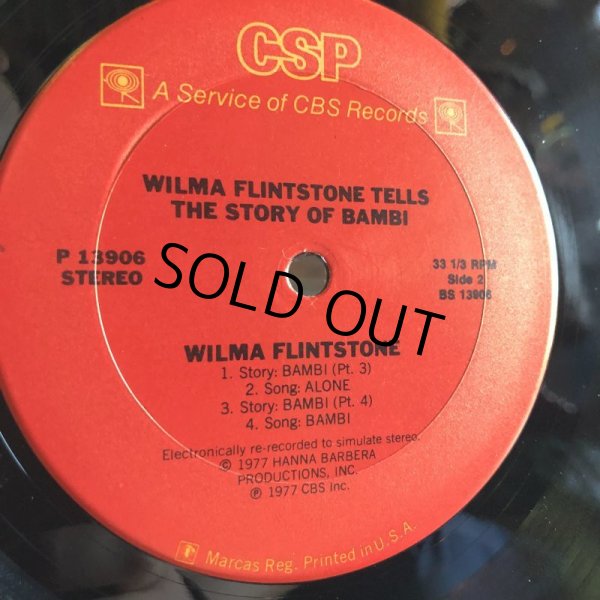 CSP
A Service of CBS Records
WILMA FLINTSTONE TELLS
THE STORY OF BAMBI
P 13906
STEREO
33 1/3 RPM
Side 2
BS 13906
SOLD OUT
WILMA FLINTSTONE
1. Story: BAMBI (Pt. 3)
2. Song: ALONE
3. Story: BAMBI (Pt. 4)
4. Song: BAMBI
Electronically re-recorded to simulate stereo.
© 1977 HANNA BARBERA
PRODUCTIONS, INC.
℗ 1977 CBS Inc.
Marcas Reg. Printed in U.S.A.